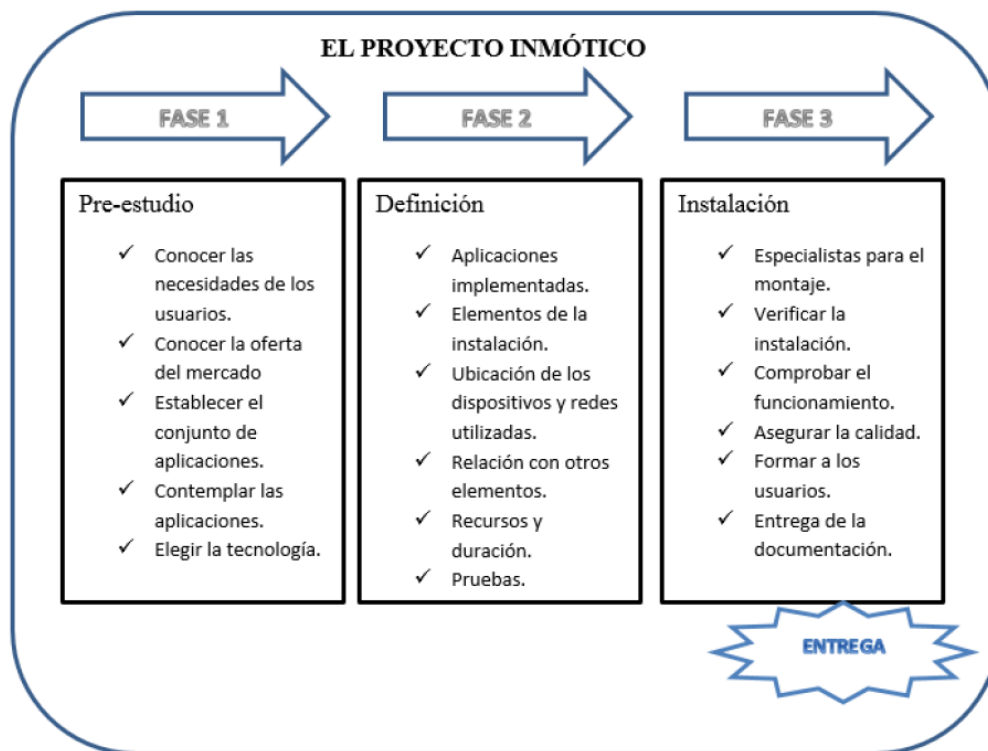 EL PROYECTO INMÓTICO
FASE 1
FASE 2
FASE 3
Pre-estudio
✓ Conocer las
necesidades de los
usuarios.
✓ Conocer la oferta
del mercado
✓ Establecer el
conjunto de
aplicaciones.
✓ Contemplar las
aplicaciones.
✓ Elegir la tecnología.
Definición
✓ Aplicaciones
implementadas.
✓ Elementos de la
instalación.
✓ Ubicación de los
dispositivos y redes
utilizadas.
✓ Relación con otros
elementos.
✓ Recursos y
duración.
✓ Pruebas.
Instalación
✓ Especialistas para el
montaje.
✓ Verificar la
instalación.
✓ Comprobar el
funcionamiento.
✓ Asegurar la calidad.
✓ Formar a los
usuarios.
✓ Entrega de la
documentación.
ENTREGA